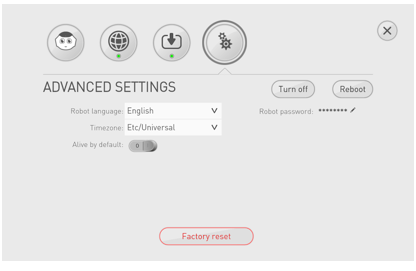 ADVANCED SETTINGS
Turn off
Reboot
Robot language: English
Robot password: ••••••••
Timezone: Etc/Universal
Alive by default:
Factory reset